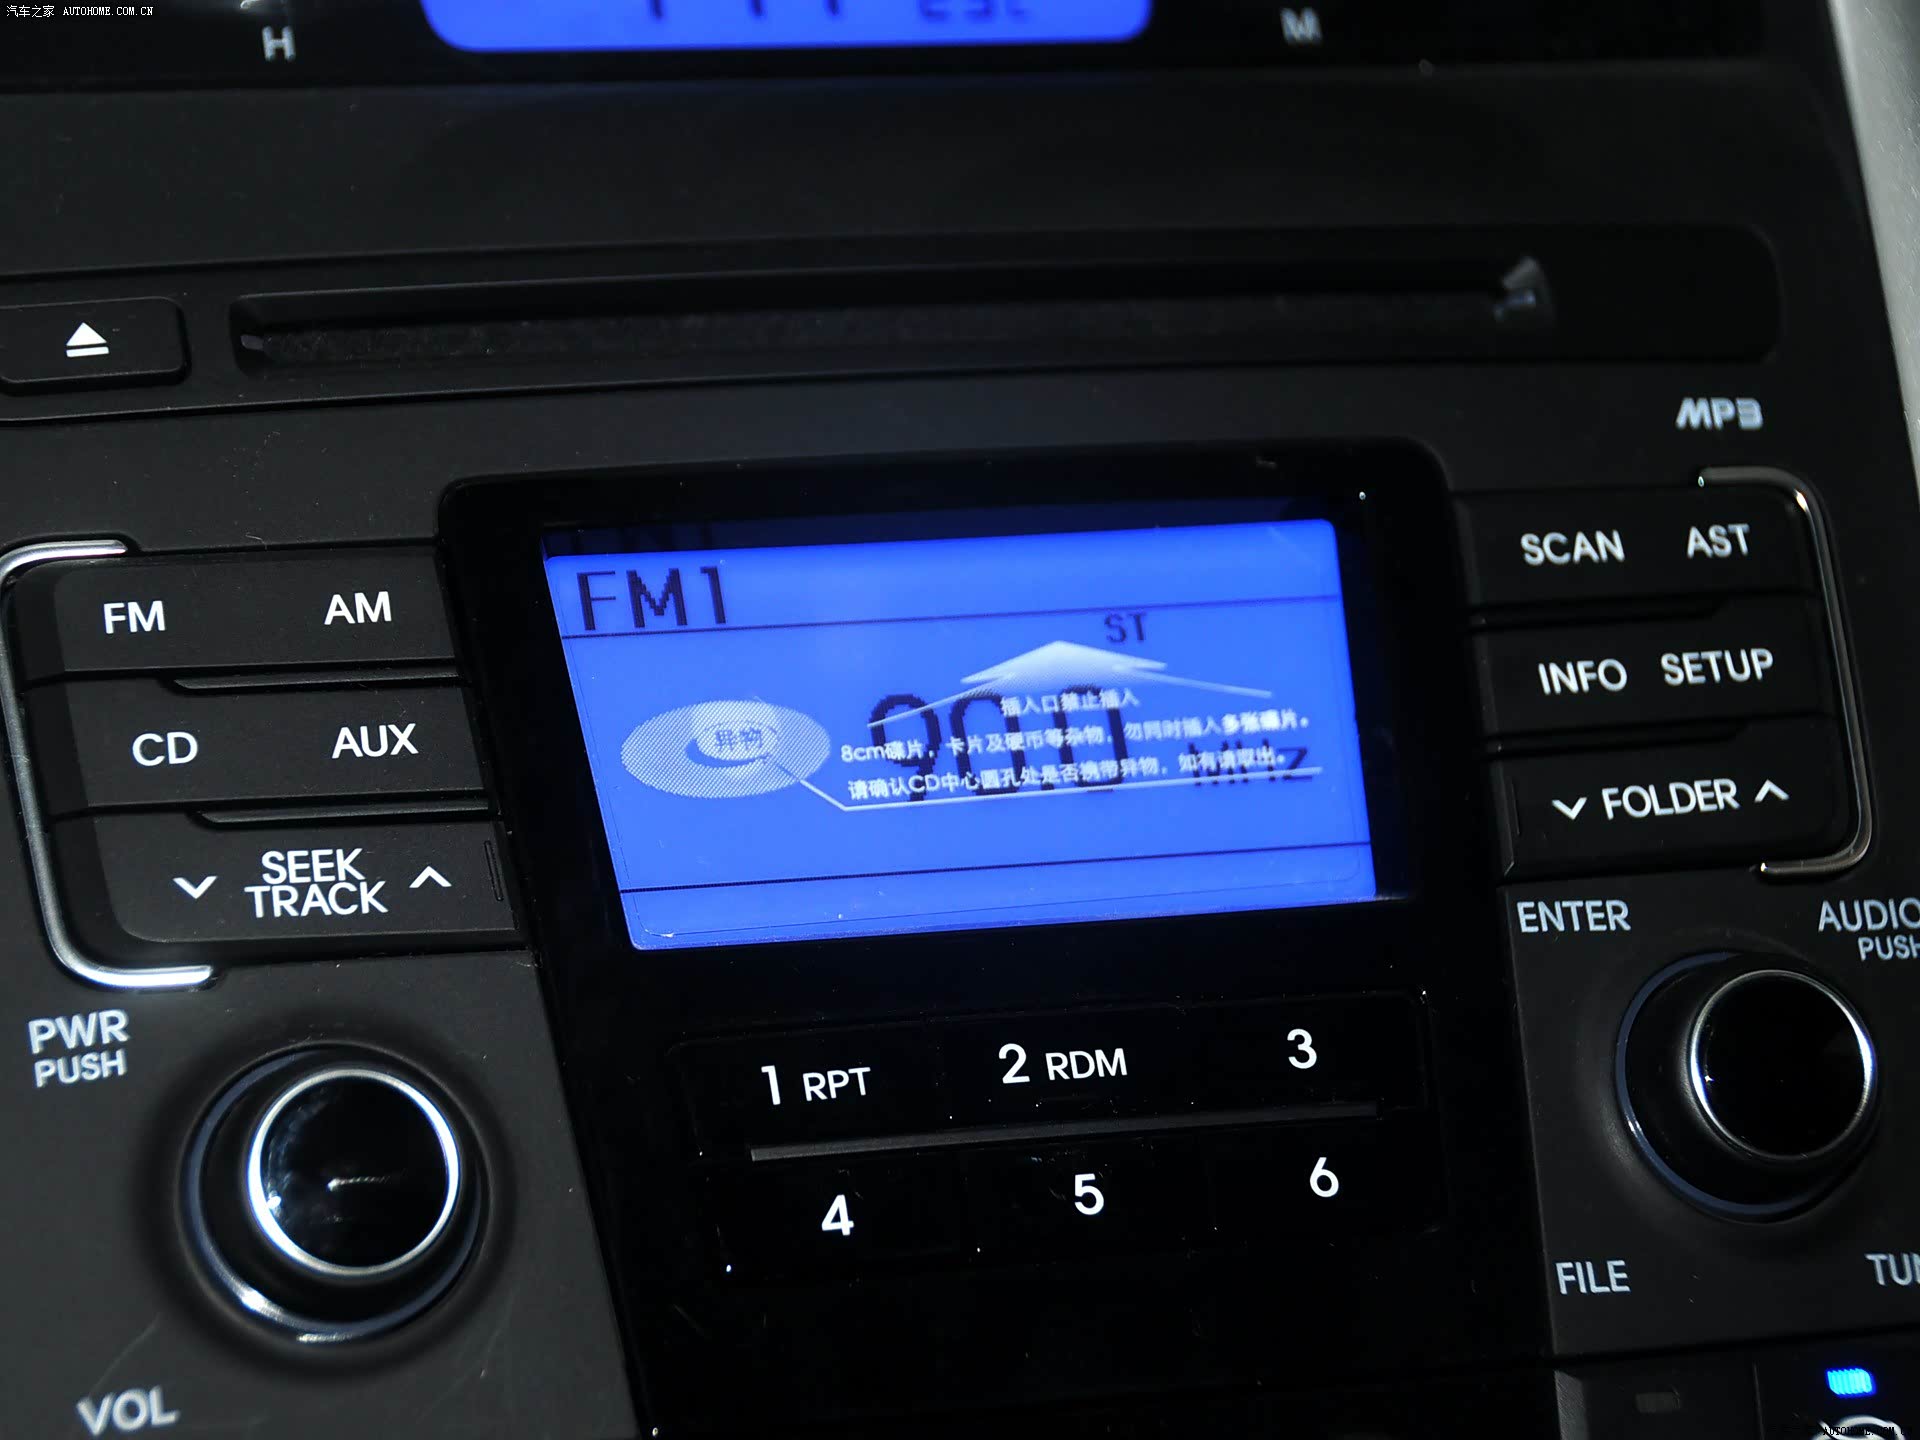 汽车之家 AUTOHOME.COM.CN
H
M
MP3
SCAN AST
FM1
ST
FM AM
INFO SETUP
异物
插入口禁止插入
8cm碟片，卡片及硬币等杂物，勿同时插入多张碟片。
请确认CD中心圆孔处是否携带异物，如有请取出。
90.0 MHz
CD AUX
FOLDER
SEEK
TRACK
ENTER AUDIO
PUSH
PWR
PUSH
1 RPT 2 RDM 3
4 5 6
FILE
VOL